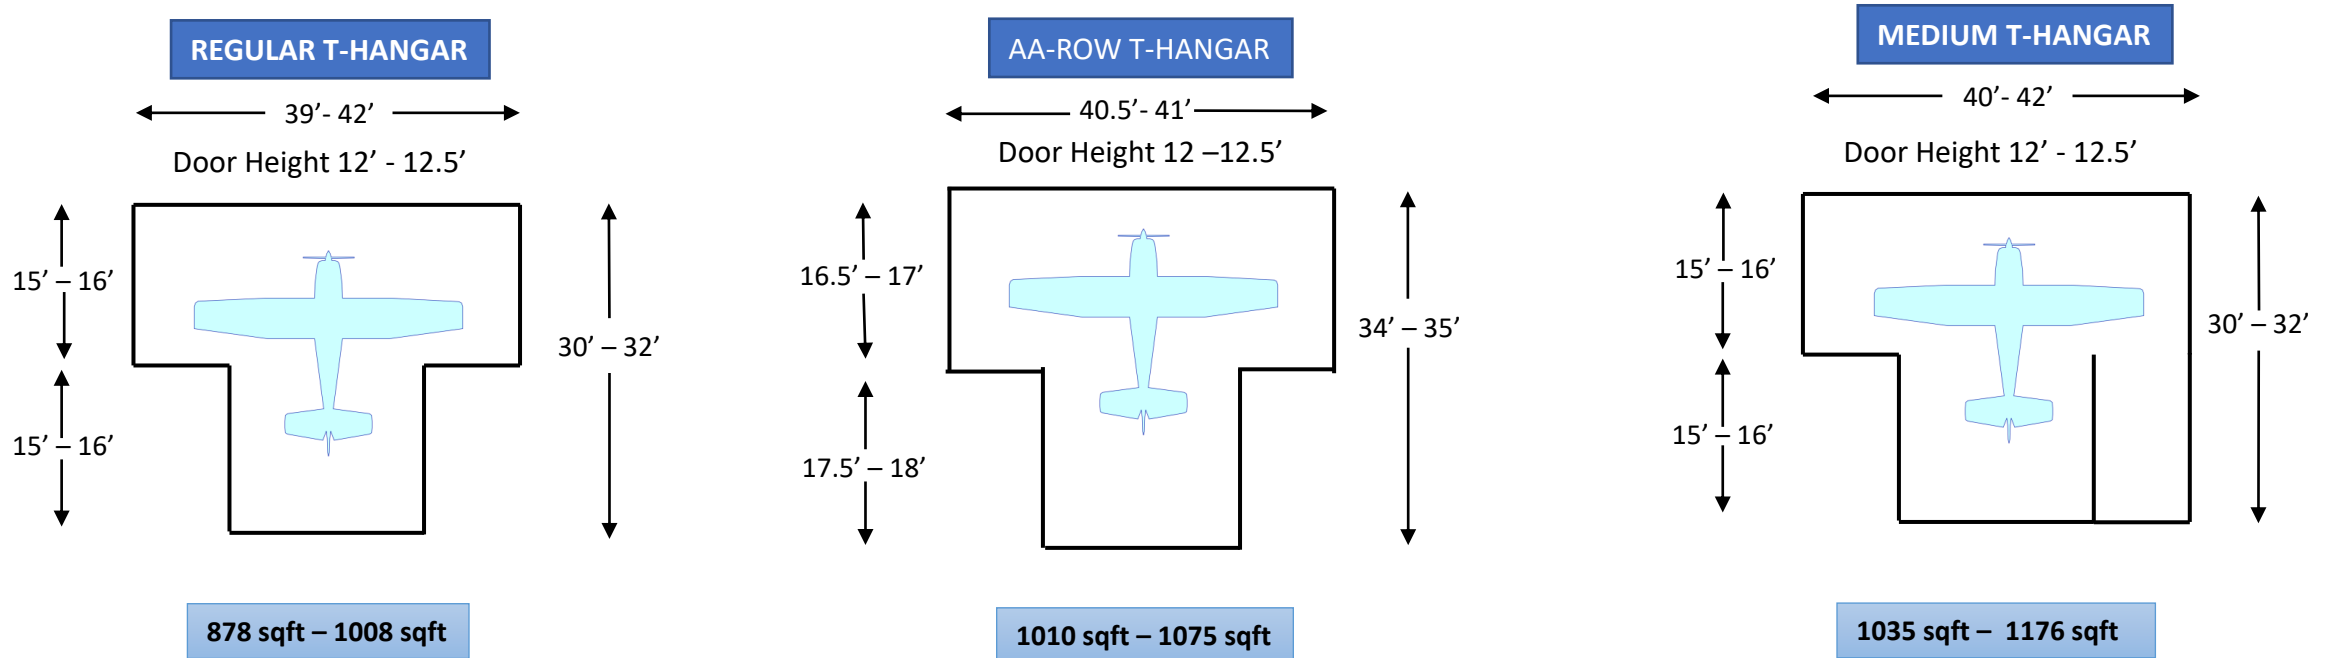 REGULAR T-HANGAR
39’- 42’
Door Height 12’ - 12.5’
15’ – 16’
30’ – 32’
15’ – 16’
878 sqft – 1008 sqft
AA-ROW T-HANGAR
40.5’- 41’
Door Height 12 –12.5’
16.5’ – 17’
34’ – 35’
17.5’ – 18’
1010 sqft – 1075 sqft
MEDIUM T-HANGAR
40’- 42’
Door Height 12’ - 12.5’
15’ – 16’
30’ – 32’
15’ – 16’
1035 sqft – 1176 sqft